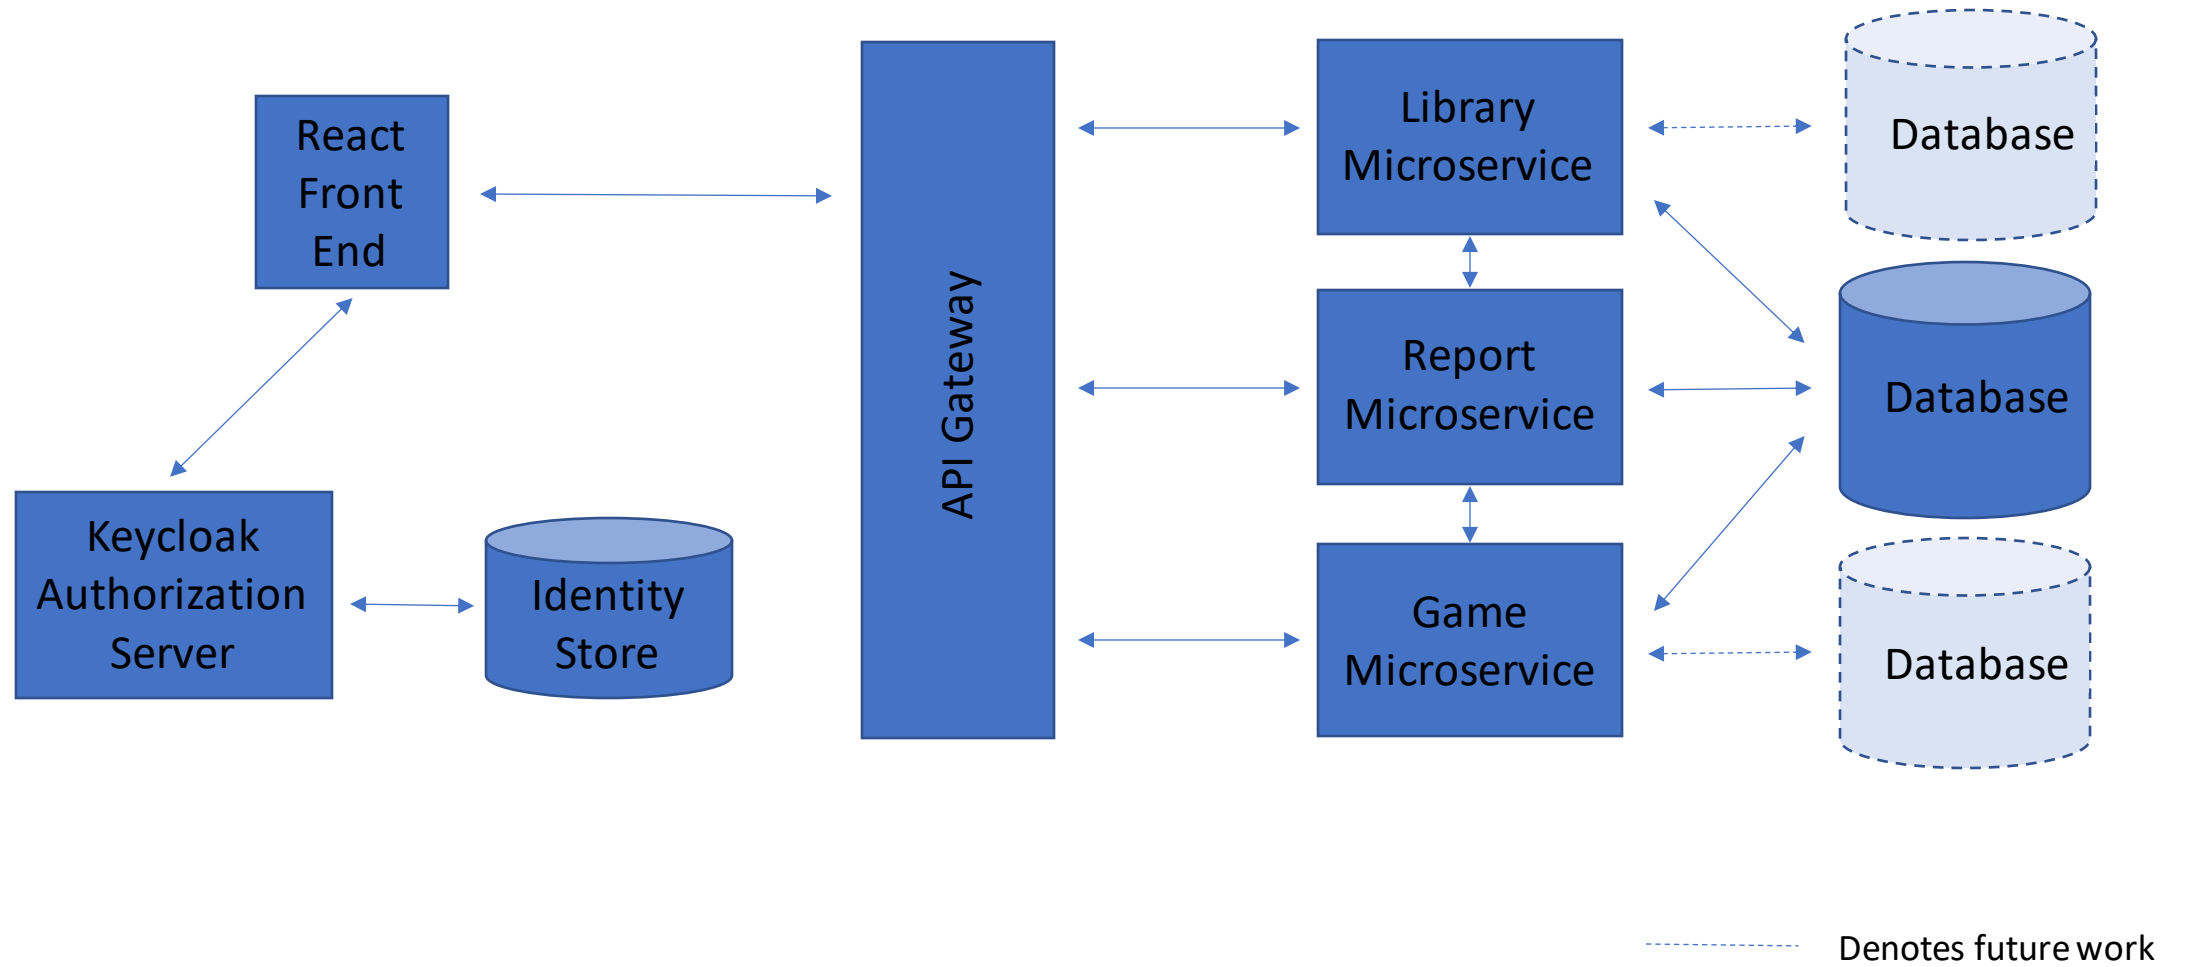 React
Front
End
Keycloak
Authorization
Server
Identity
Store
API Gateway
Library
Microservice
Report
Microservice
Game
Microservice
Database
Database
Database
Denotes future work